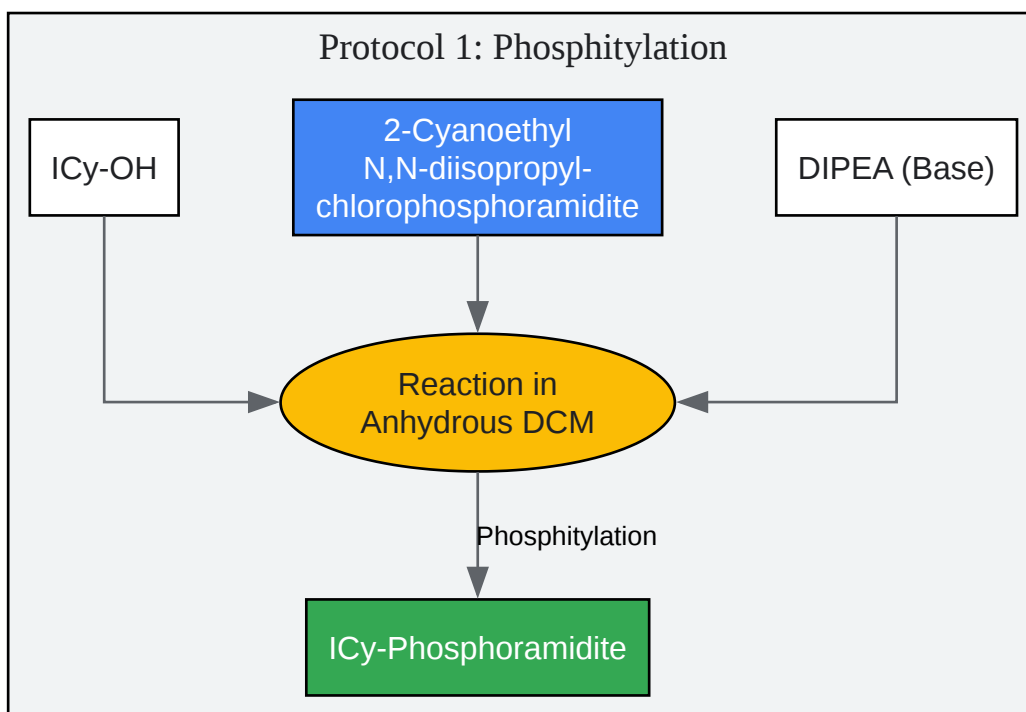 Protocol 1: Phosphitylation
ICy-OH
2-Cyanoethyl
N,N-diisopropyl-
chlorophosphoramidite
DIPEA (Base)
Reaction in
Anhydrous DCM
Phosphitylation
ICy-Phosphoramidite